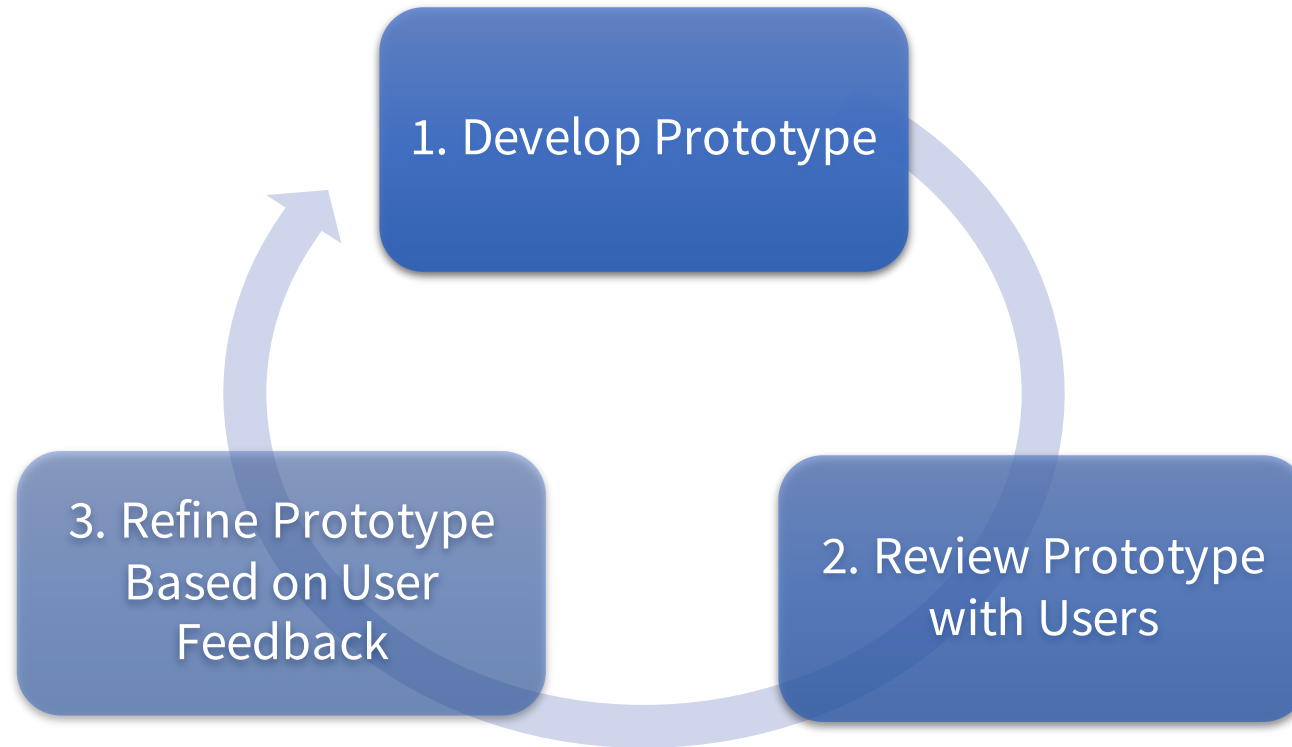 1. Develop Prototype
2. Review Prototype
with Users
3. Refine Prototype
Based on User
Feedback